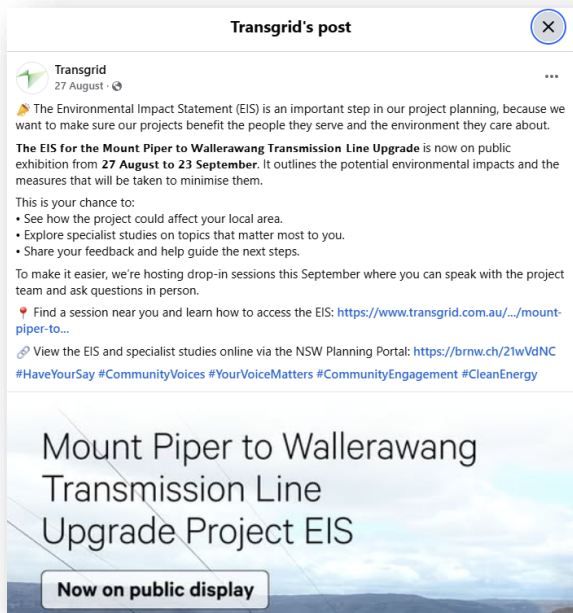 Transgrid's post
Transgrid
27 August ·
🎉 The Environmental Impact Statement (EIS) is an important step in our project planning, because we
want to make sure our projects benefit the people they serve and the environment they care about.
The EIS for the Mount Piper to Wallerawang Transmission Line Upgrade is now on public
exhibition from 27 August to 23 September. It outlines the potential environmental impacts and the
measures that will be taken to minimise them.
This is your chance to:
• See how the project could affect your local area.
• Explore specialist studies on topics that matter most to you.
• Share your feedback and help guide the next steps.
To make it easier, we're hosting drop-in sessions this September where you can speak with the project
team and ask questions in person.
📍 Find a session near you and learn how to access the EIS: https://www.transgrid.com.au/.../mount-
piper-to...
🔗 View the EIS and specialist studies online via the NSW Planning Portal: https://brnw.ch/21wVdNC
#HaveYourSay #CommunityVoices #YourVoiceMatters #CommunityEngagement #CleanEnergy
Mount Piper to Wallerawang
Transmission Line
Upgrade Project EIS
Now on public display